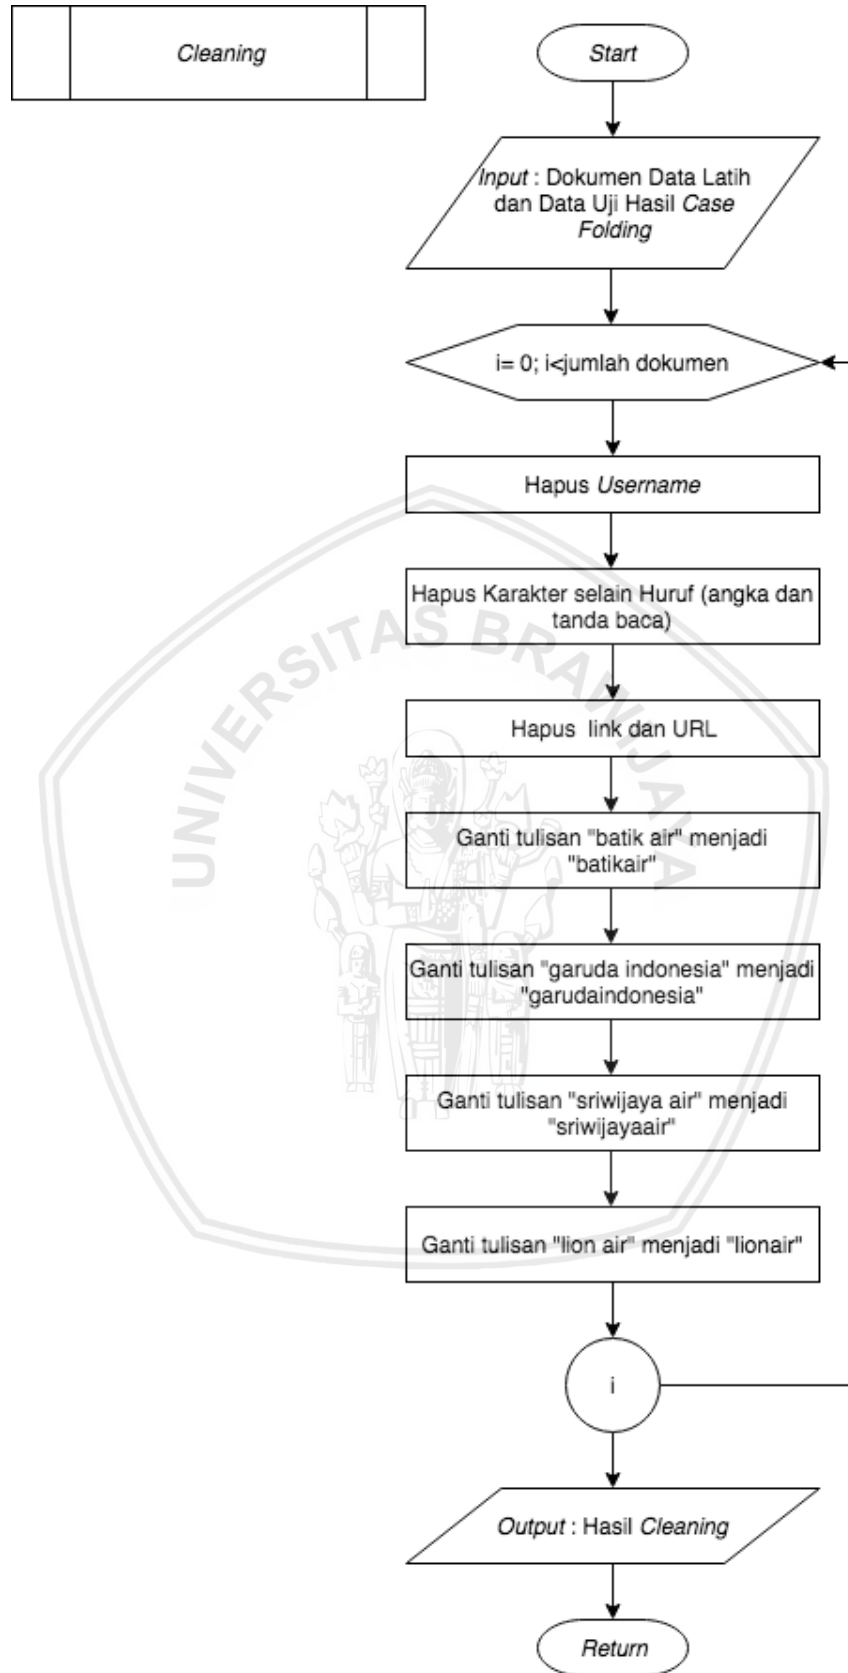 Cleaning
Start
Input : Dokumen Data Latih
dan Data Uji Hasil Case
Folding
i= 0; i<jumlah dokumen
Hapus Username
Hapus Karakter selain Huruf (angka dan
tanda baca)
Hapus link dan URL
Ganti tulisan "batik air" menjadi
"batikair"
Ganti tulisan "garuda indonesia" menjadi
"garudaindonesia"
Ganti tulisan "sriwijaya air" menjadi
"sriwijayaair"
Ganti tulisan "lion air" menjadi "lionair"
i
Output : Hasil Cleaning
Return
UNIVERSITAS BRAWIJAYA